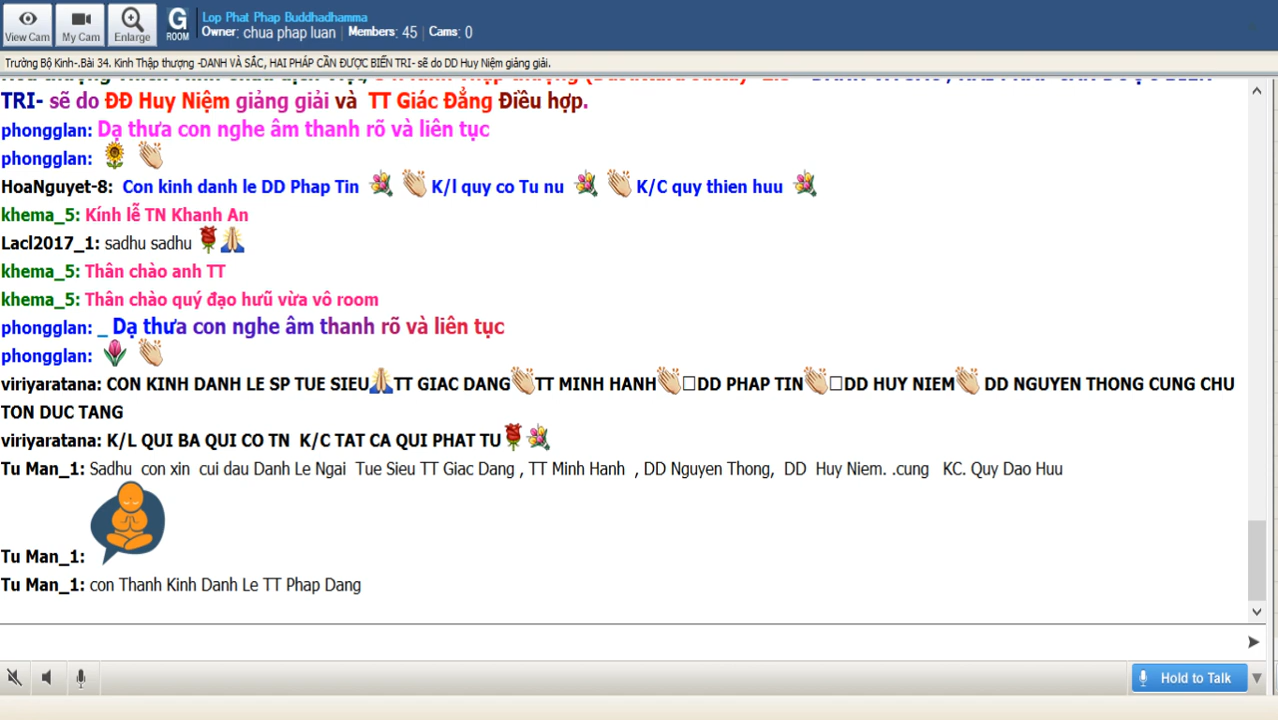 View Cam
My Cam
Enlarge
G
ROOM
Lop Phat Phap Buddhadhamma
Owner: chua phap luan | Members: 45 | Cams: 0
Trường Bộ Kinh-.Bài 34. Kinh Thập thượng -DANH VÀ SẮC, HAI PHÁP CẦN ĐƯỢC BIẾN TRI- sẽ do DD Huy Niệm giảng giải.
TRI- sẽ do ĐĐ Huy Niệm giảng giải và TT Giác Đẳng Điều hợp.
phongglan: Dạ thưa con nghe âm thanh rõ và liên tục
phongglan:
HoaNguyet-8: Con kinh danh le DD Phap Tin K/l quy co Tu nu K/C quy thien huu
khema_5: Kính lễ TN Khanh An
Lacl2017_1: sadhu sadhu
khema_5: Thân chào anh TT
khema_5: Thân chào quý đạo hưũ vừa vô room
phongglan: _ Dạ thưa con nghe âm thanh rõ và liên tục
phongglan:
viriyaratana: CON KINH DANH LE SP TUE SIEU TT GIAC DANG TT MINH HANH DD PHAP TIN DD HUY NIEM DD NGUYEN THONG CUNG CHU
TON DUC TANG
viriyaratana: K/L QUI BA QUI CO TN K/C TAT CA QUI PHAT TU
Tu Man_1: Sadhu con xin cui dau Danh Le Ngai Tue Sieu TT Giac Dang , TT Minh Hanh , DD Nguyen Thong, DD Huy Niem. .cung KC. Quy Dao Huu
Tu Man_1:
Tu Man_1: con Thanh Kinh Danh Le TT Phap Dang
Hold to Talk